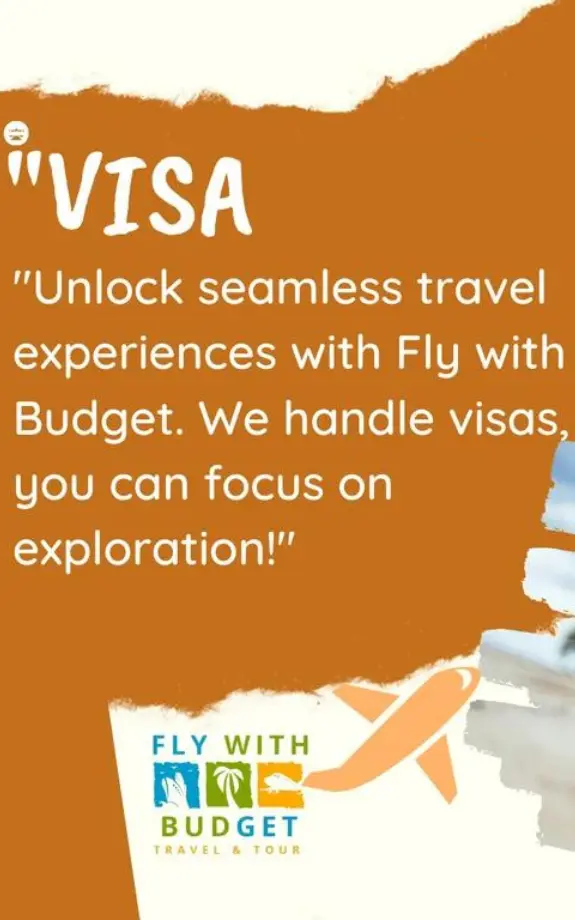 "VISA
"Unlock seamless travel
experiences with Fly with
Budget. We handle visas,
you can focus on
exploration!"
FLY WITH
BUDGET
TRAVEL & TOUR